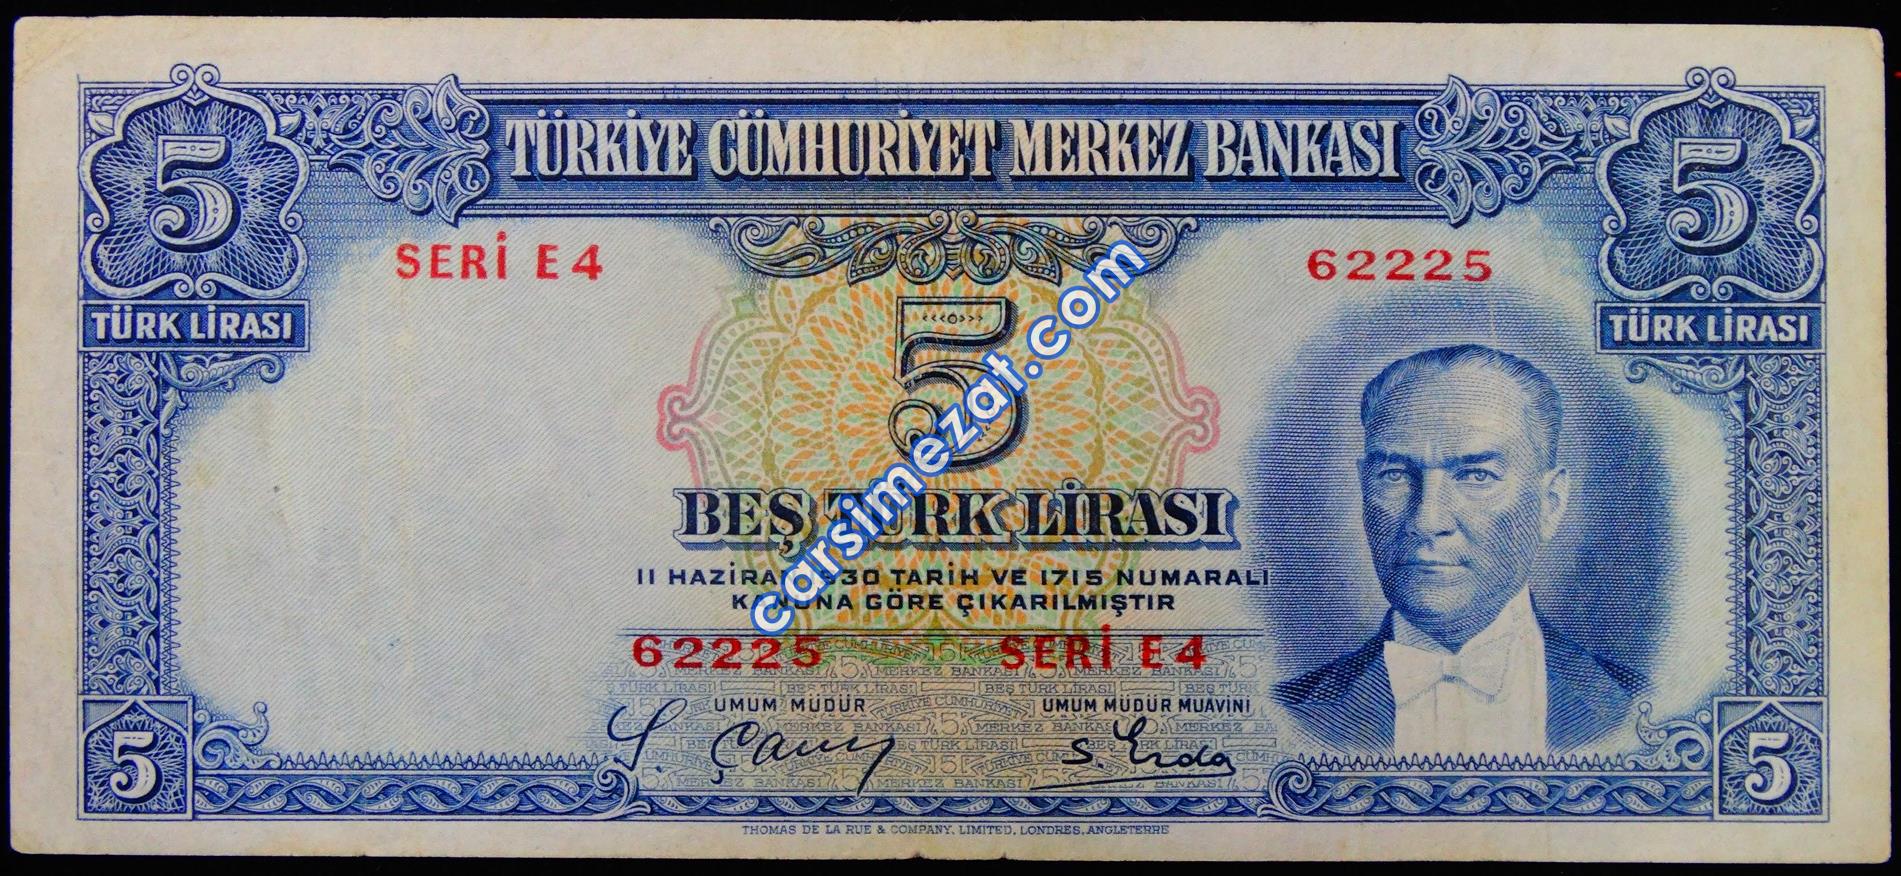 TÜRKİYE CÜMHURİYET MERKEZ BANKASI
5
5
SERİ E 4
62225
TÜRK LİRASI
TÜRK LİRASI
5
BEŞ TÜRK LİRASI
11 HAZİRAN 1930 TARİH VE 1715 NUMARALI
KANUNA GÖRE ÇIKARILMIŞTIR
62225 SERİ E 4
UMUM MÜDÜR
UMUM MÜDÜR MUAVİNİ
5
5
THOMAS DE LA RUE & COMPANY, LIMITED, LONDRES, ANGLETERRE
carsimezat.com